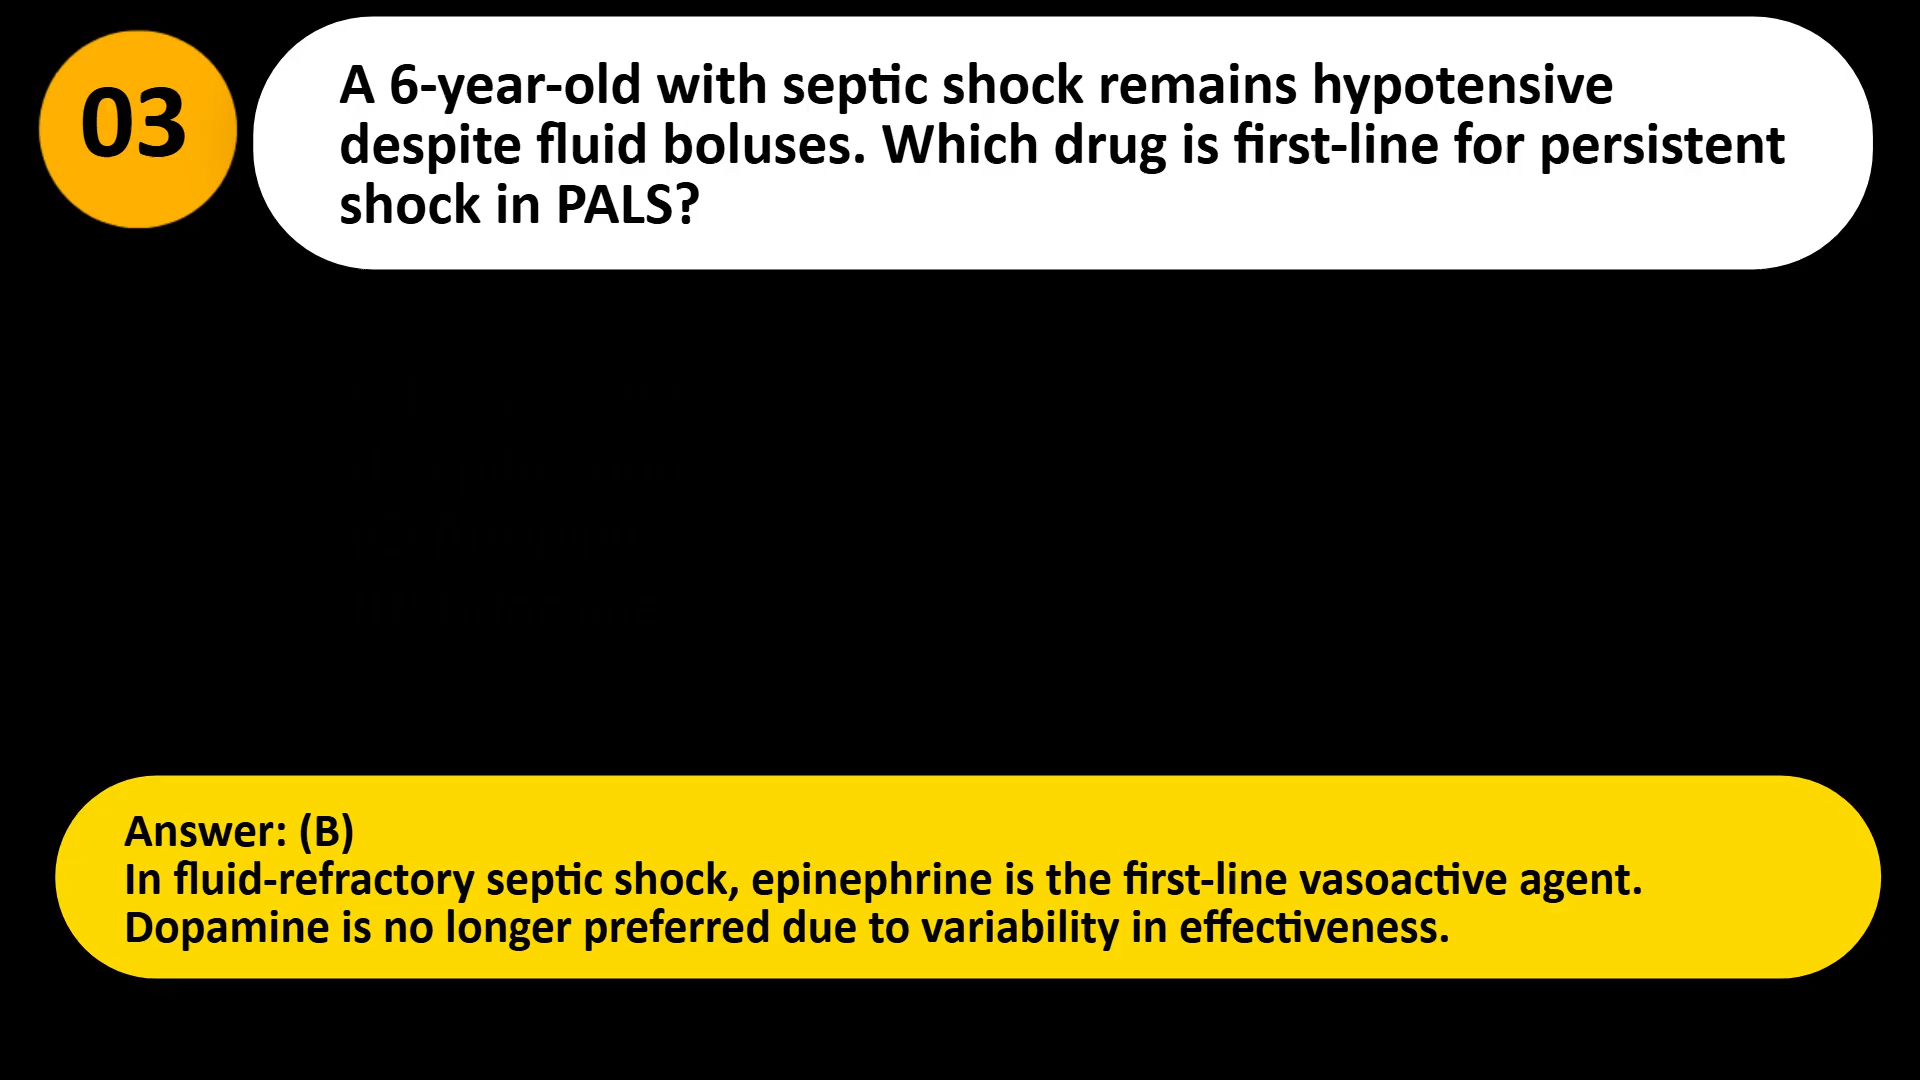 03
A 6-year-old with septic shock remains hypotensive
despite fluid boluses. Which drug is first-line for persistent
shock in PALS?
Answer: (B)
In fluid-refractory septic shock, epinephrine is the first-line vasoactive agent.
Dopamine is no longer preferred due to variability in effectiveness.